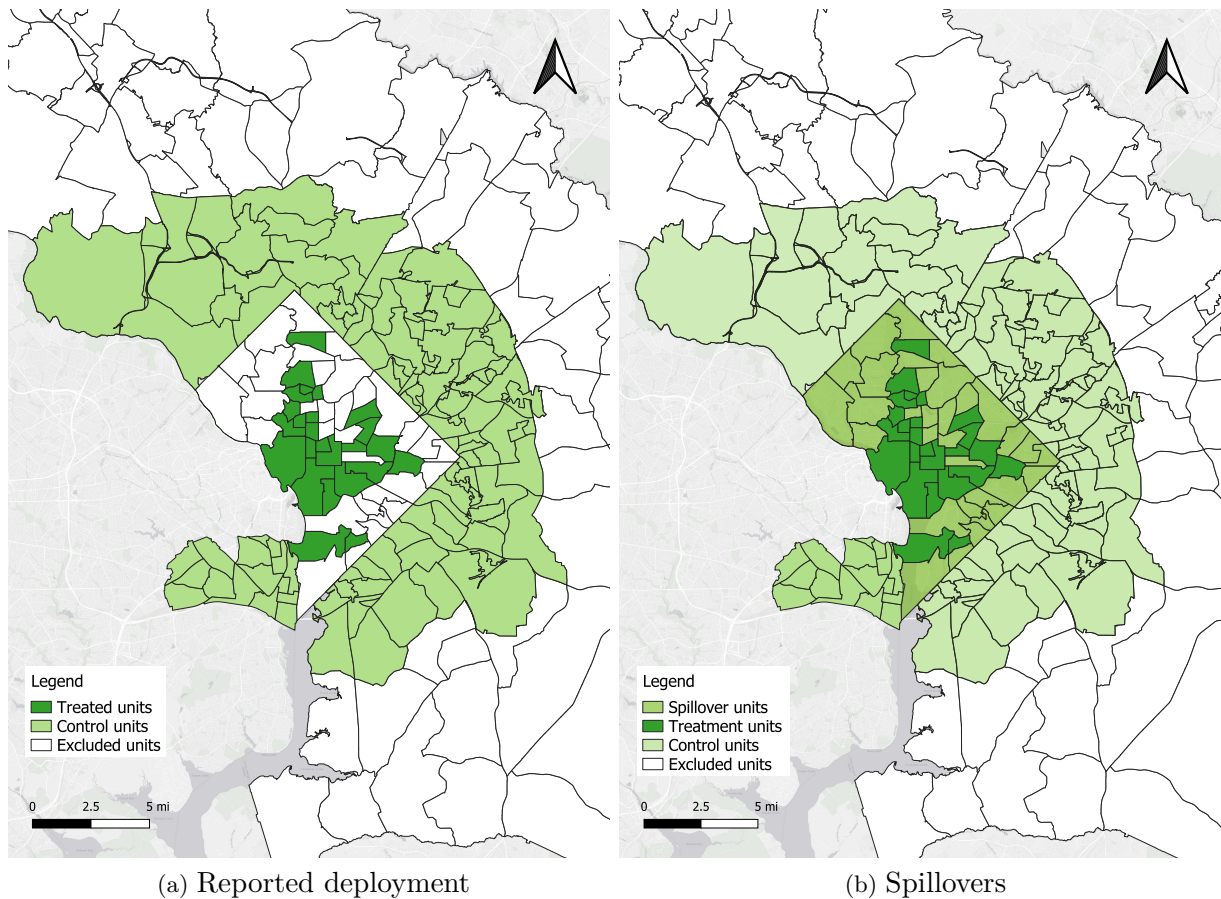 Legend
Treated units
Control units
Excluded units
0 2.5 5 mi
(a) Reported deployment
Legend
Spillover units
Treatment units
Control units
Excluded units
0 2.5 5 mi
(b) Spillovers